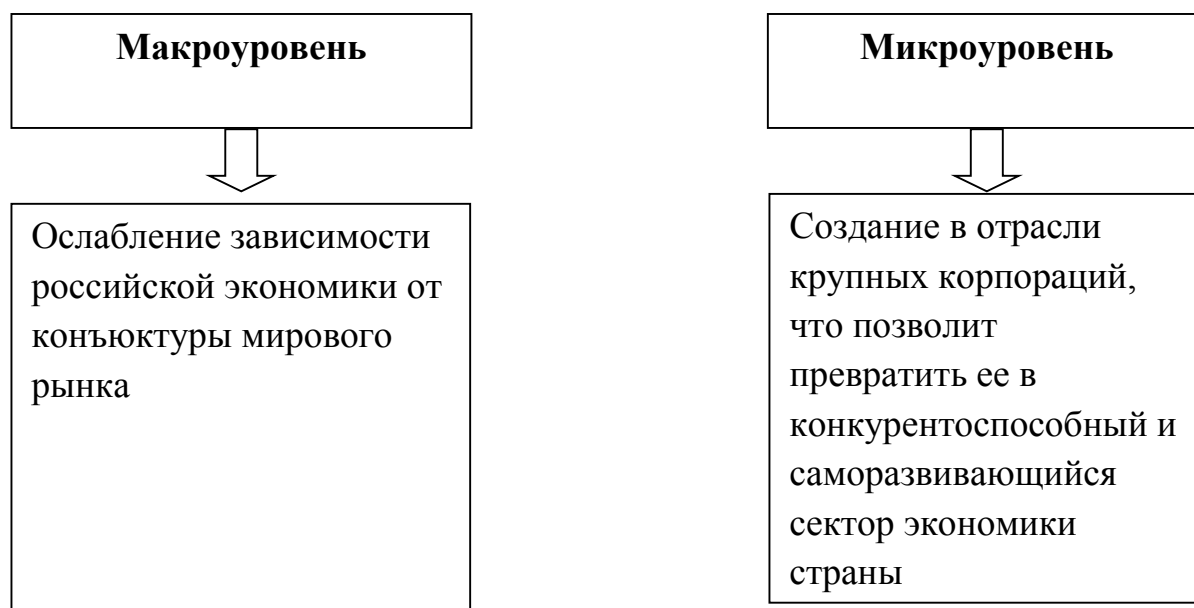 Макроуровень
Ослабление зависимости
российской экономики от
конъюктуры мирового
рынка
Микроуровень
Создание в отрасли
крупных корпораций,
что позволит
превратить ее в
конкурентоспособный и
саморазвивающийся
сектор экономики
страны